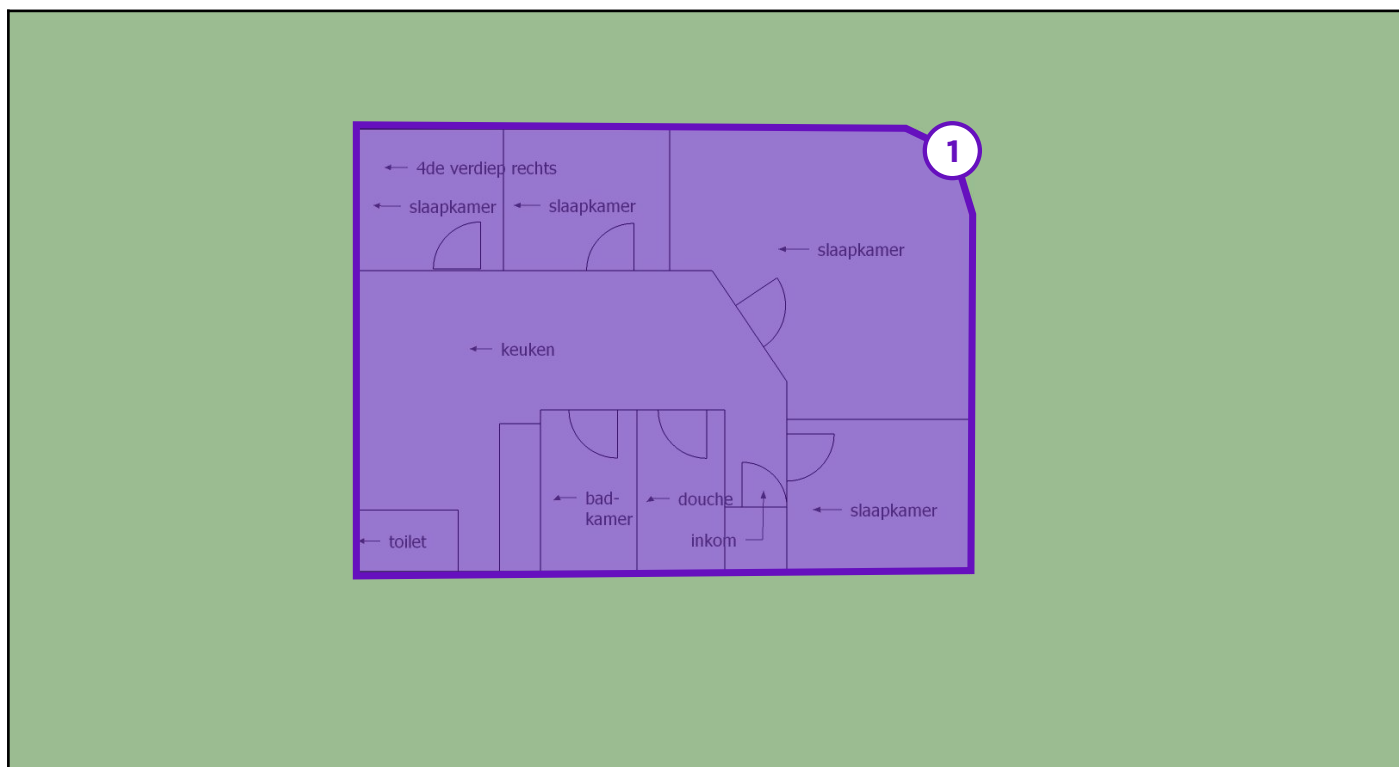 1
4de verdiep rechts
slaapkamer
slaapkamer
slaapkamer
keuken
bad-
kamer
douche
slaapkamer
inkom
toilet